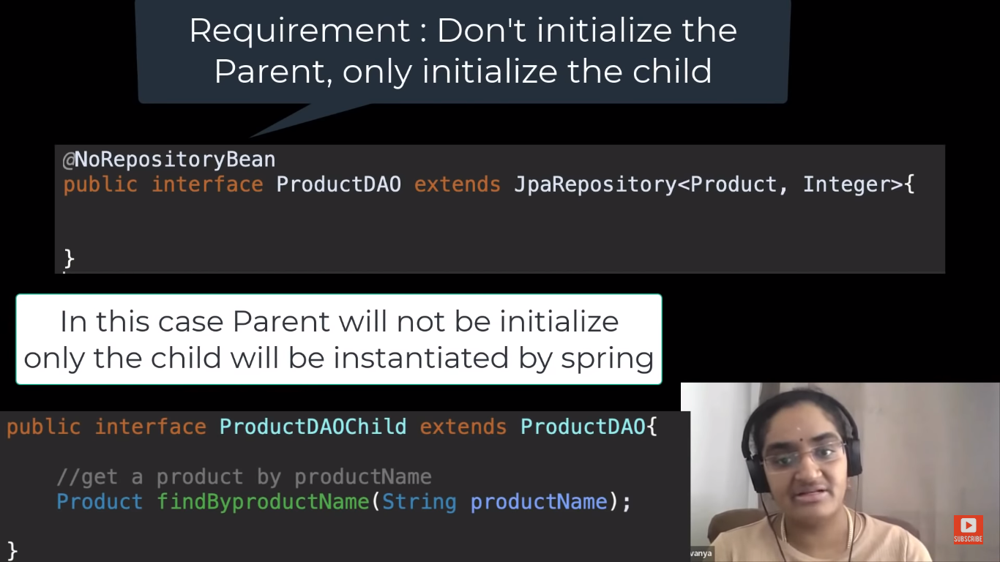 Requirement : Don't initialize the
Parent, only initialize the child
@NoRepositoryBean
public interface ProductDAO extends JpaRepository<Product, Integer>{
}
In this case Parent will not be initialize
only the child will be instantiated by spring
public interface ProductDAOChild extends ProductDAO{
//get a product by productName
Product findByproductName(String productName);
}
vanya
SUBSCRIBE